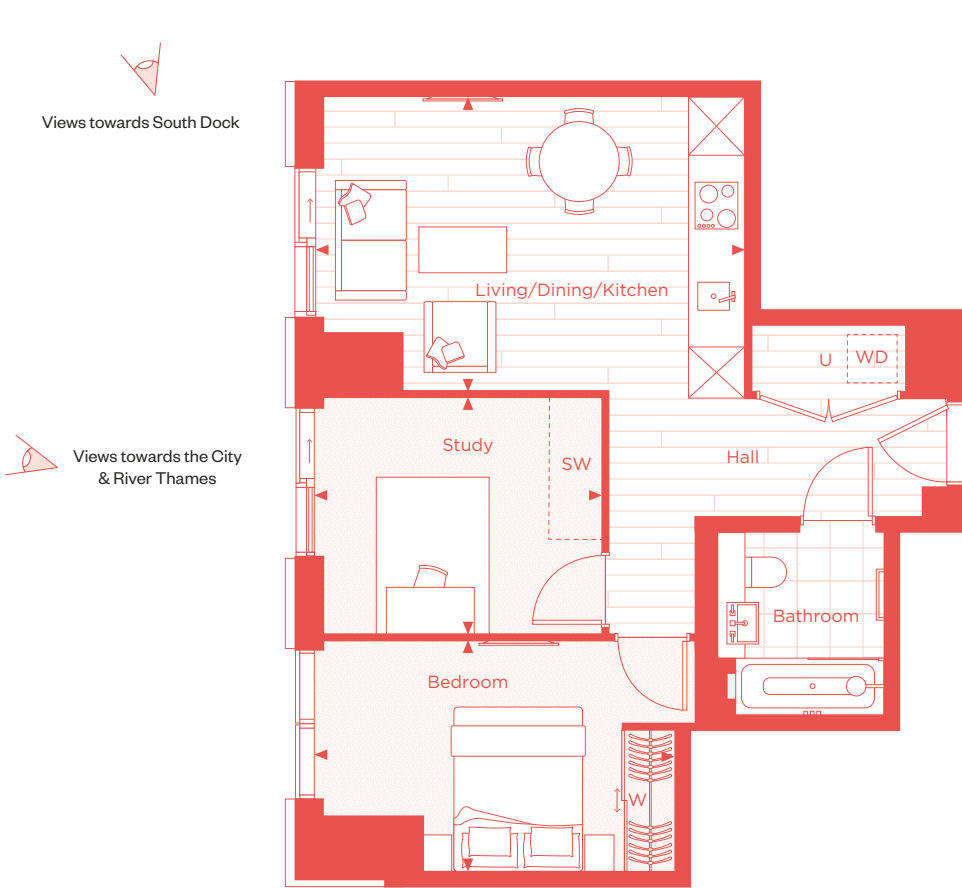 Views towards South Dock
Living/Dining/Kitchen
U
WD
Views towards the City
& River Thames
Study
SW
Hall
Bathroom
Bedroom
W